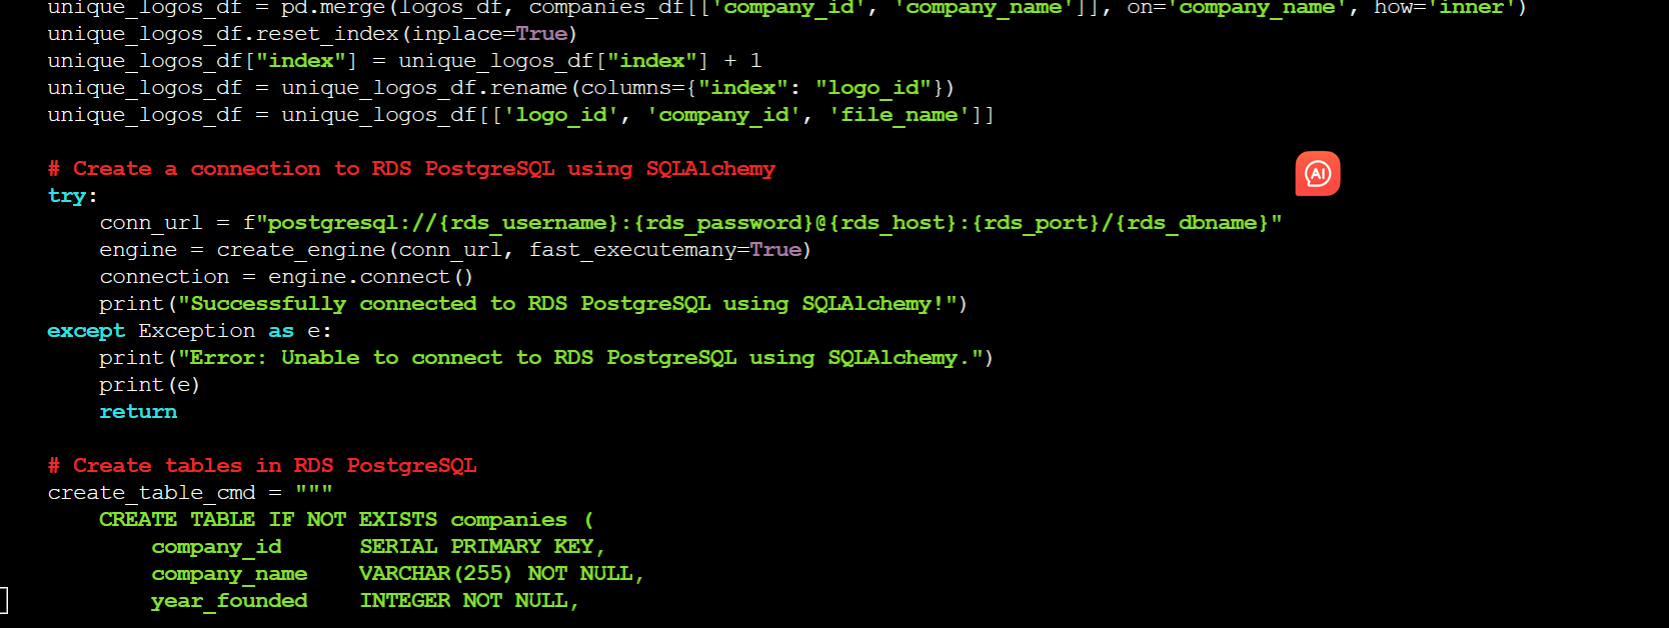 unique_logos_df = pd.merge(logos_df, companies_df[['company_id', 'company_name']], on='company_name', how='inner')
unique_logos_df.reset_index(inplace=True)
unique_logos_df["index"] = unique_logos_df["index"] + 1
unique_logos_df = unique_logos_df.rename(columns={"index": "logo_id"})
unique_logos_df = unique_logos_df[['logo_id', 'company_id', 'file_name']]
# Create a connection to RDS PostgreSQL using SQLAlchemy
AI
try:
conn_url = f"postgresql://{rds_username}:{rds_password}@{rds_host}:{rds_port}/{rds_dbname}"
engine = create_engine(conn_url, fast_executemany=True)
connection = engine.connect()
print("Successfully connected to RDS PostgreSQL using SQLAlchemy!")
except Exception as e:
print("Error: Unable to connect to RDS PostgreSQL using SQLAlchemy.")
print(e)
return
# Create tables in RDS PostgreSQL
create_table_cmd = """
CREATE TABLE IF NOT EXISTS companies (
company_id SERIAL PRIMARY KEY,
company_name VARCHAR(255) NOT NULL,
year_founded INTEGER NOT NULL,